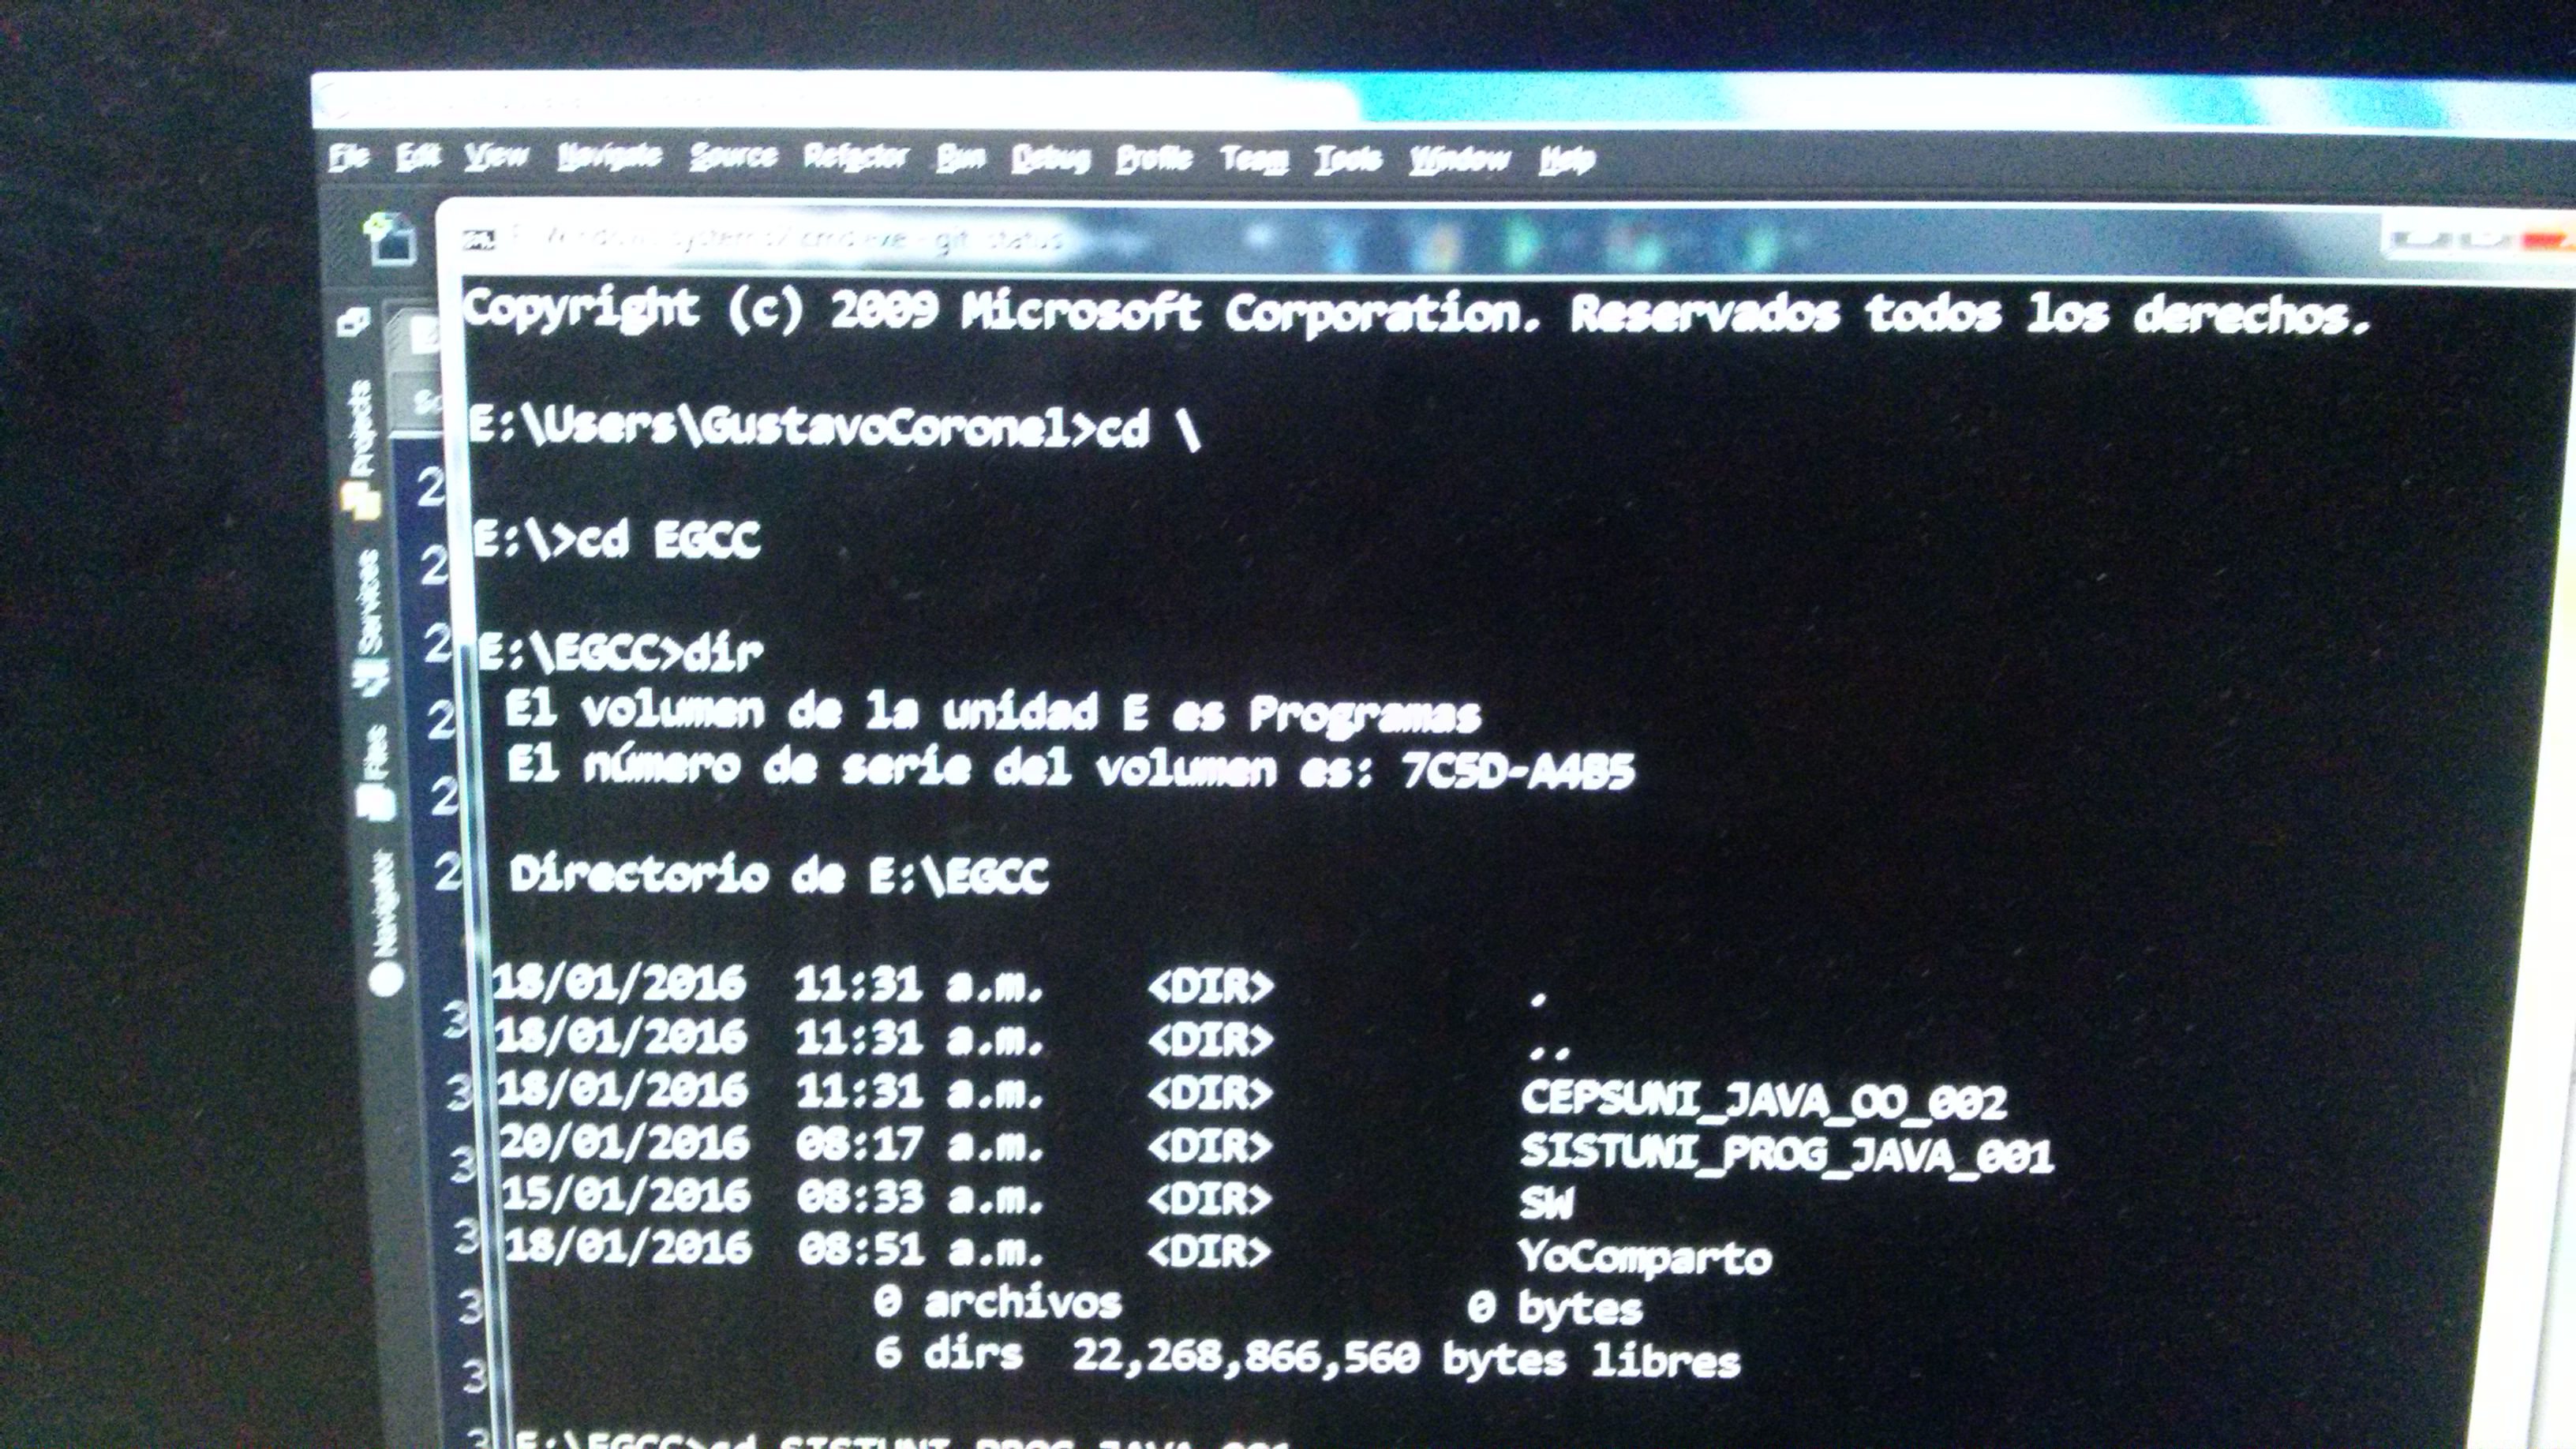 File Edit View Navigate Source Refactor Run Debug Profile Team Tools Window Help
cmd.exe - git status
Copyright (c) 2009 Microsoft Corporation. Reservados todos los derechos.
E:\Users\GustavoCoronel>cd \
E:\>cd EGCC
E:\EGCC>dir
El volumen de la unidad E es Programas
El número de serie del volumen es: 7C5D-A4B5
Directorio de E:\EGCC
18/01/2016 11:31 a.m. <DIR> .
18/01/2016 11:31 a.m. <DIR> ..
18/01/2016 11:31 a.m. <DIR> CEPSUNI_JAVA_OO_002
20/01/2016 08:17 a.m. <DIR> SISTUNI_PROG_JAVA_001
15/01/2016 08:33 a.m. <DIR> SW
18/01/2016 08:51 a.m. <DIR> YoComparto
0 archivos 0 bytes
6 dirs 22,268,866,560 bytes libres
E:\EGCC>cd SISTUNI_PROG_JAVA_001
Projects
Services
Files
Navigator